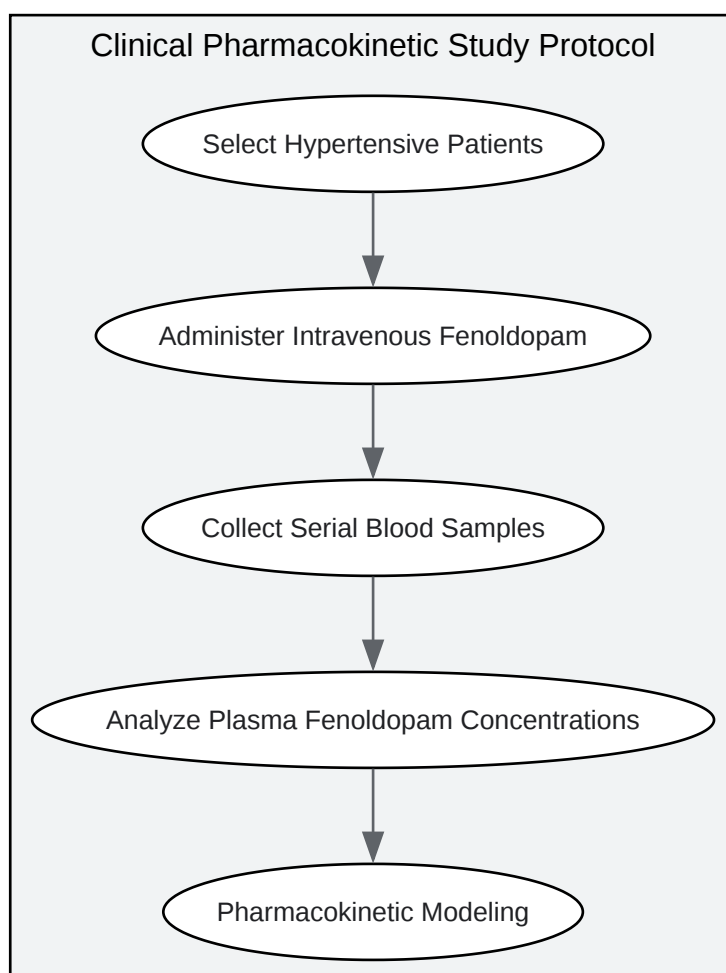 Clinical Pharmacokinetic Study Protocol
Select Hypertensive Patients
Administer Intravenous Fenoldopam
Collect Serial Blood Samples
Analyze Plasma Fenoldopam Concentrations
Pharmacokinetic Modeling